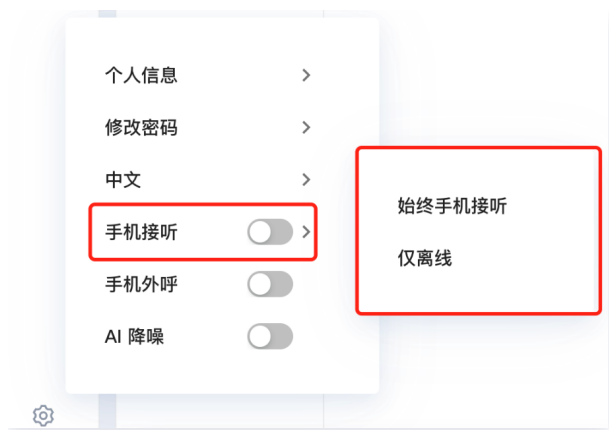 个人信息
修改密码
中文
手机接听
手机外呼
AI 降噪
始终手机接听
仅离线